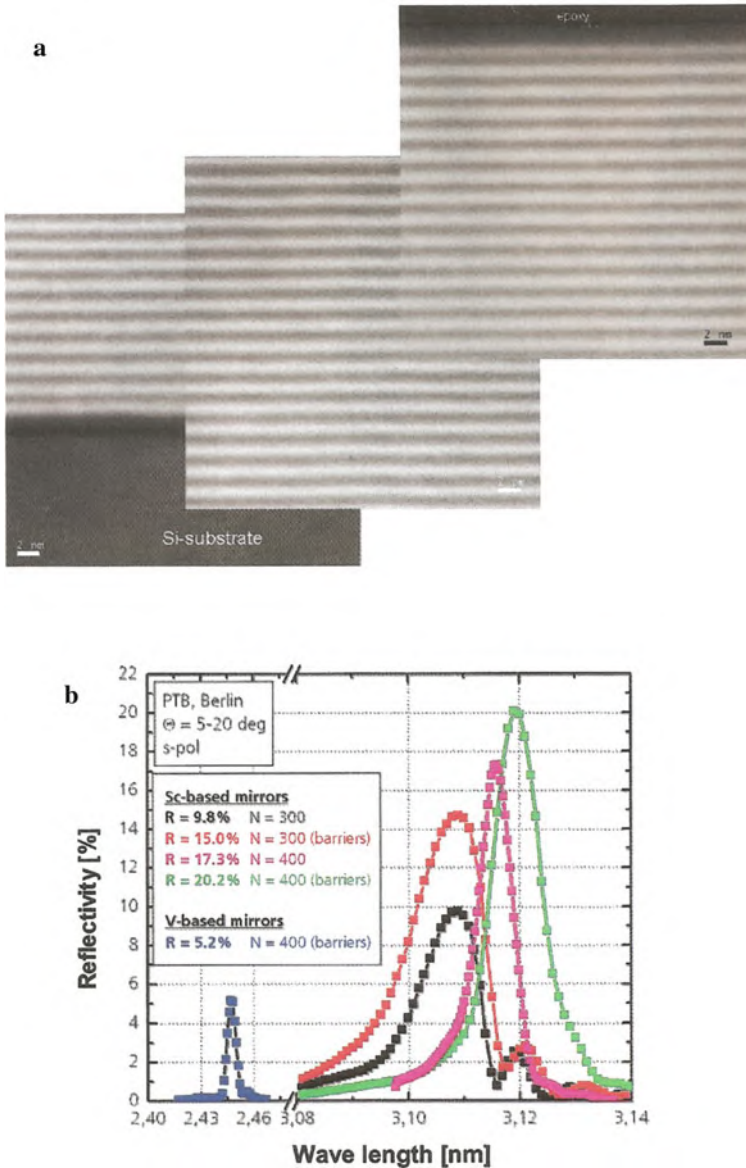 a
epoxy
2 nm
2 nm
Si-substrate
b
22
20
18
16
14
12
10
8
6
4
2
0
Reflectivity [%]
PTB, Berlin
Θ = 5-20 deg
s-pol
Sc-based mirrors
R = 9.8% N = 300
R = 15.0% N = 300 (barriers)
R = 17.3% N = 400
R = 20.2% N = 400 (barriers)
V-based mirrors
R = 5.2% N = 400 (barriers)
2,40 2,43 2,46 3,08 3,10 3,12 3,14
Wave length [nm]